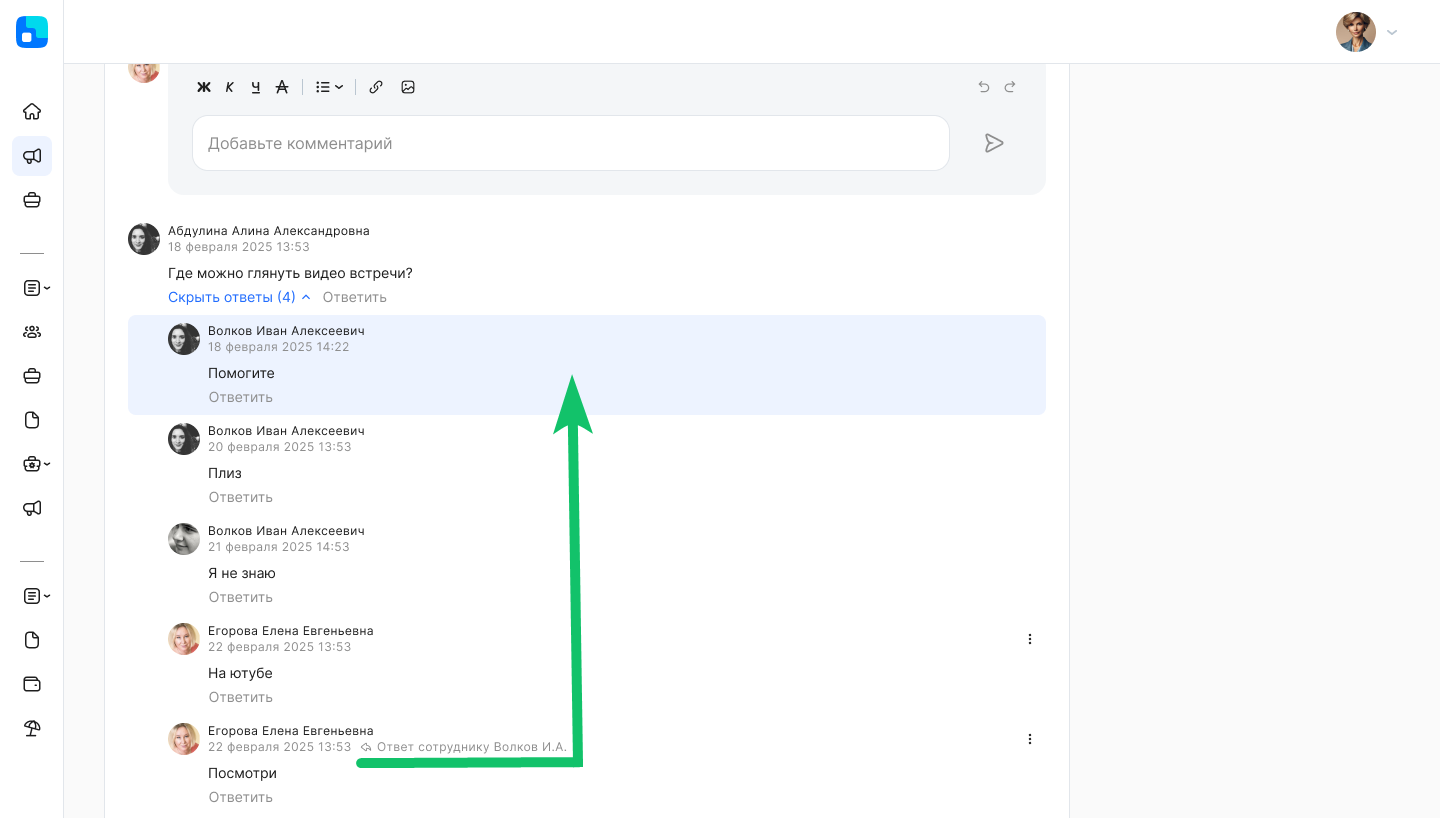 Ж К Ч А
Добавьте комментарий
Абдулина Алина Александровна
18 февраля 2025 13:53
Где можно глянуть видео встречи?
Скрыть ответы (4) Ответить
Волков Иван Алексеевич
18 февраля 2025 14:22
Помогите
Ответить
Волков Иван Алексеевич
20 февраля 2025 13:53
Плиз
Ответить
Волков Иван Алексеевич
21 февраля 2025 14:53
Я не знаю
Ответить
Егорова Елена Евгеньевна
22 февраля 2025 13:53
На ютубе
Ответить
Егорова Елена Евгеньевна
22 февраля 2025 13:53 Ответ сотруднику Волков И.А.
Посмотри
Ответить